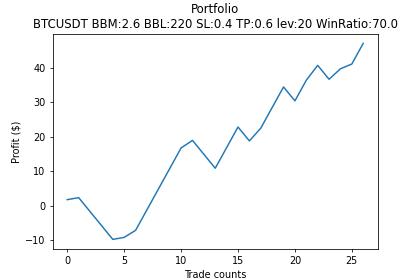 Portfolio
BTCUSDT BBM:2.6 BBL:220 SL:0.4 TP:0.6 lev:20 WinRatio:70.0
40
30
20
10
0
−10
Profit ($)
0 5 10 15 20 25
Trade counts